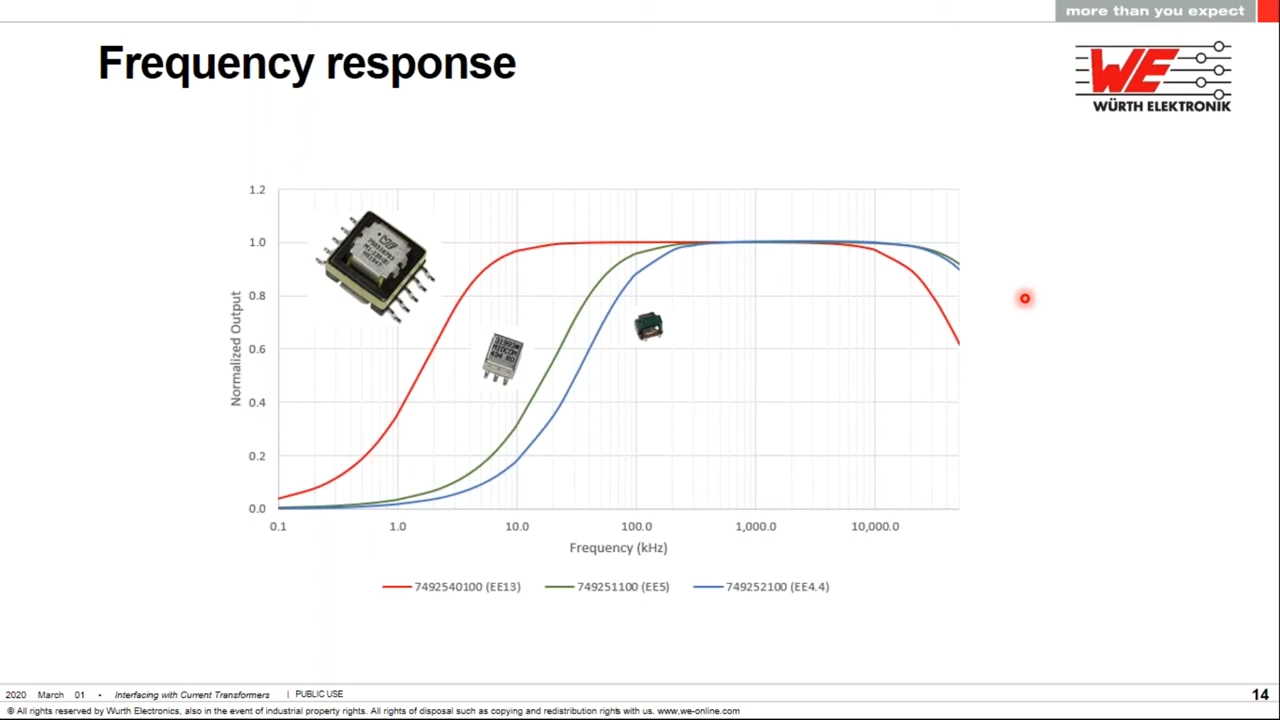 more than you expect
Frequency response
WE
WÜRTH ELEKTRONIK
1.2
1.0
0.8
0.6
0.4
0.2
0.0
Normalized Output
0.1 1.0 10.0 100.0 1,000.0 10,000.0
Frequency (kHz)
7492540100 (EE13) 749251100 (EE5) 749252100 (EE4.4)
2020 March 01 • Interfacing with Current Transformers | PUBLIC USE
14
© All rights reserved by Wurth Electronics, also in the event of industrial property rights. All rights of disposal such as copying and redistribution rights with us. www,we-online.com